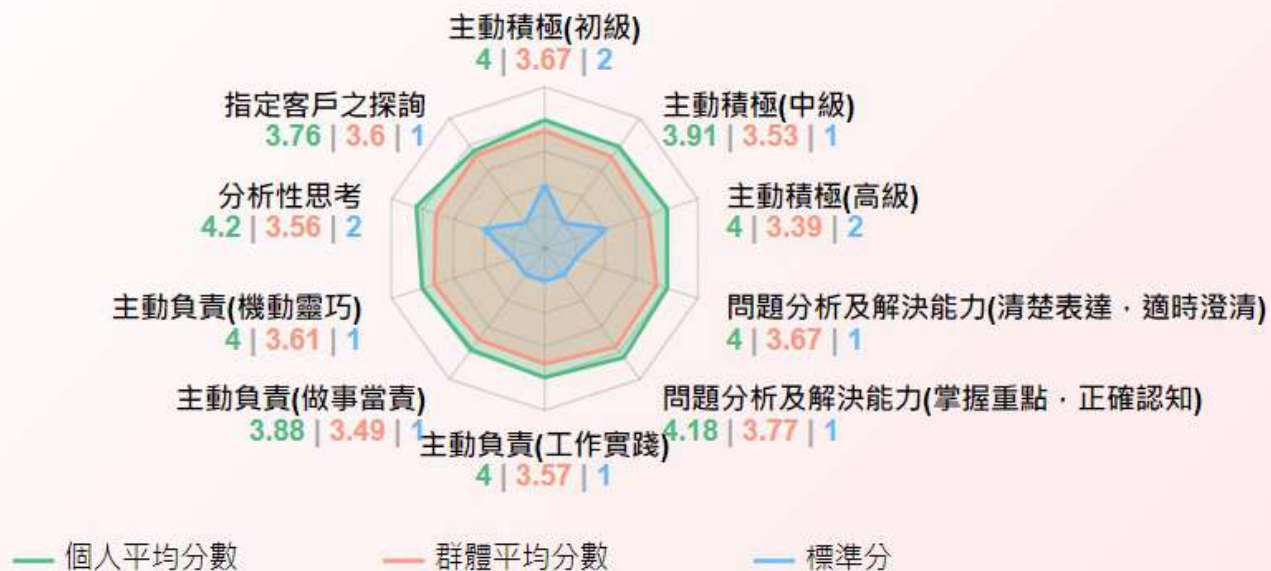 主動積極(初級)
4 | 3.67 | 2
指定客戶之探詢
3.76 | 3.6 | 1
主動積極(中級)
3.91 | 3.53 | 1
分析性思考
4.2 | 3.56 | 2
主動積極(高級)
4 | 3.39 | 2
主動負責(機動靈巧)
4 | 3.61 | 1
問題分析及解決能力(清楚表達，適時澄清)
4 | 3.67 | 1
主動負責(做事當責)
3.88 | 3.49 | 1
問題分析及解決能力(掌握重點，正確認知)
4.18 | 3.77 | 1
主動負責(工作實踐)
4 | 3.57 | 1
個人平均分數
群體平均分數
標準分